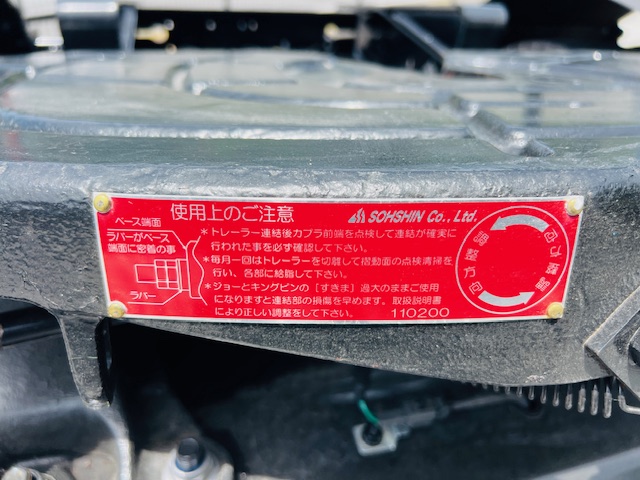 使用上のご注意
SOHSHIN Co., Ltd.
ベース端面
ラバーがベース
端面に密着の事
ラバー
*トレーラー連結後カプラ前端を点検して連結が確実に
行われた事を必ず確認して下さい。
*毎月一回はトレーラーを切離して摺動面の点検清掃を
行い、各部に給脂して下さい。
*ジョーとキングピンの[すきま]過大のままご使用
になりますと連結部の損傷を早めます。取扱説明書
により正しい調整をして下さい。
110200
調整方向
調整方向